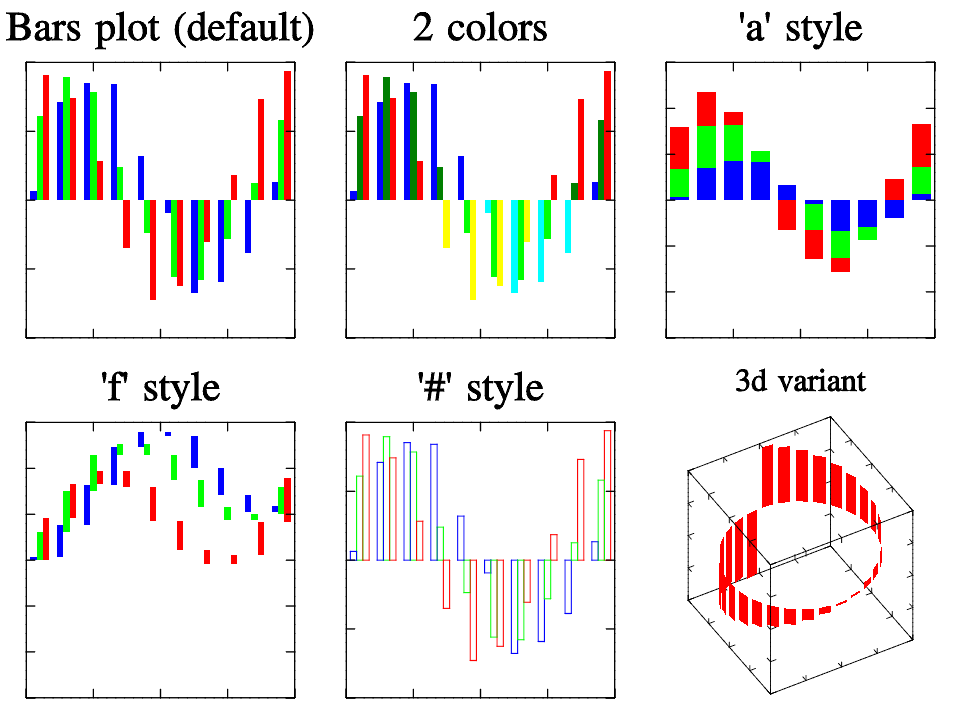 Bars plot (default)
2 colors
'a' style
'f' style
'#' style
3d variant